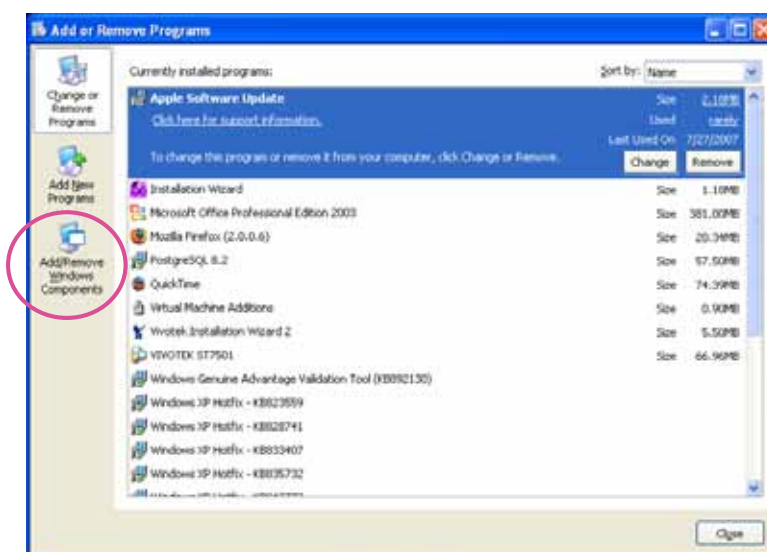 Add or Remove Programs
Change or
Remove
Programs
Add New
Programs
Add/Remove
Windows
Components
Currently installed programs:
Sort by: Name
Apple Software Update Size 2.10MB
Click here for support information. Used rarely
Last Used On 7/27/2007
To change this program or remove it from your computer, click Change or Remove. Change Remove
Installation Wizard Size 1.10MB
Microsoft Office Professional Edition 2003 Size 381.00MB
Mozilla Firefox (2.0.0.6) Size 20.34MB
PostgreSQL 8.2 Size 57.50MB
QuickTime Size 74.39MB
Virtual Machine Additions Size 0.90MB
Vivotek Installation Wizard 2 Size 5.50MB
VIVOTEK ST7501 Size 66.96MB
Windows Genuine Advantage Validation Tool (KB892130)
Windows XP Hotfix - KB823559
Windows XP Hotfix - KB828741
Windows XP Hotfix - KB833407
Windows XP Hotfix - KB835732
Close